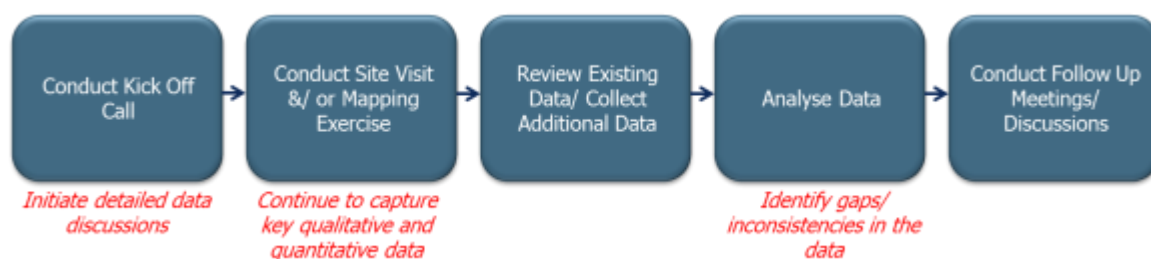 Conduct Kick Off
Call
Conduct Site Visit
&/ or Mapping
Exercise
Review Existing
Data/ Collect
Additional Data
Analyse Data
Conduct Follow Up
Meetings/
Discussions
Initiate detailed data
discussions
Continue to capture
key qualitative and
quantitative data
Identify gaps/
inconsistencies in the
data